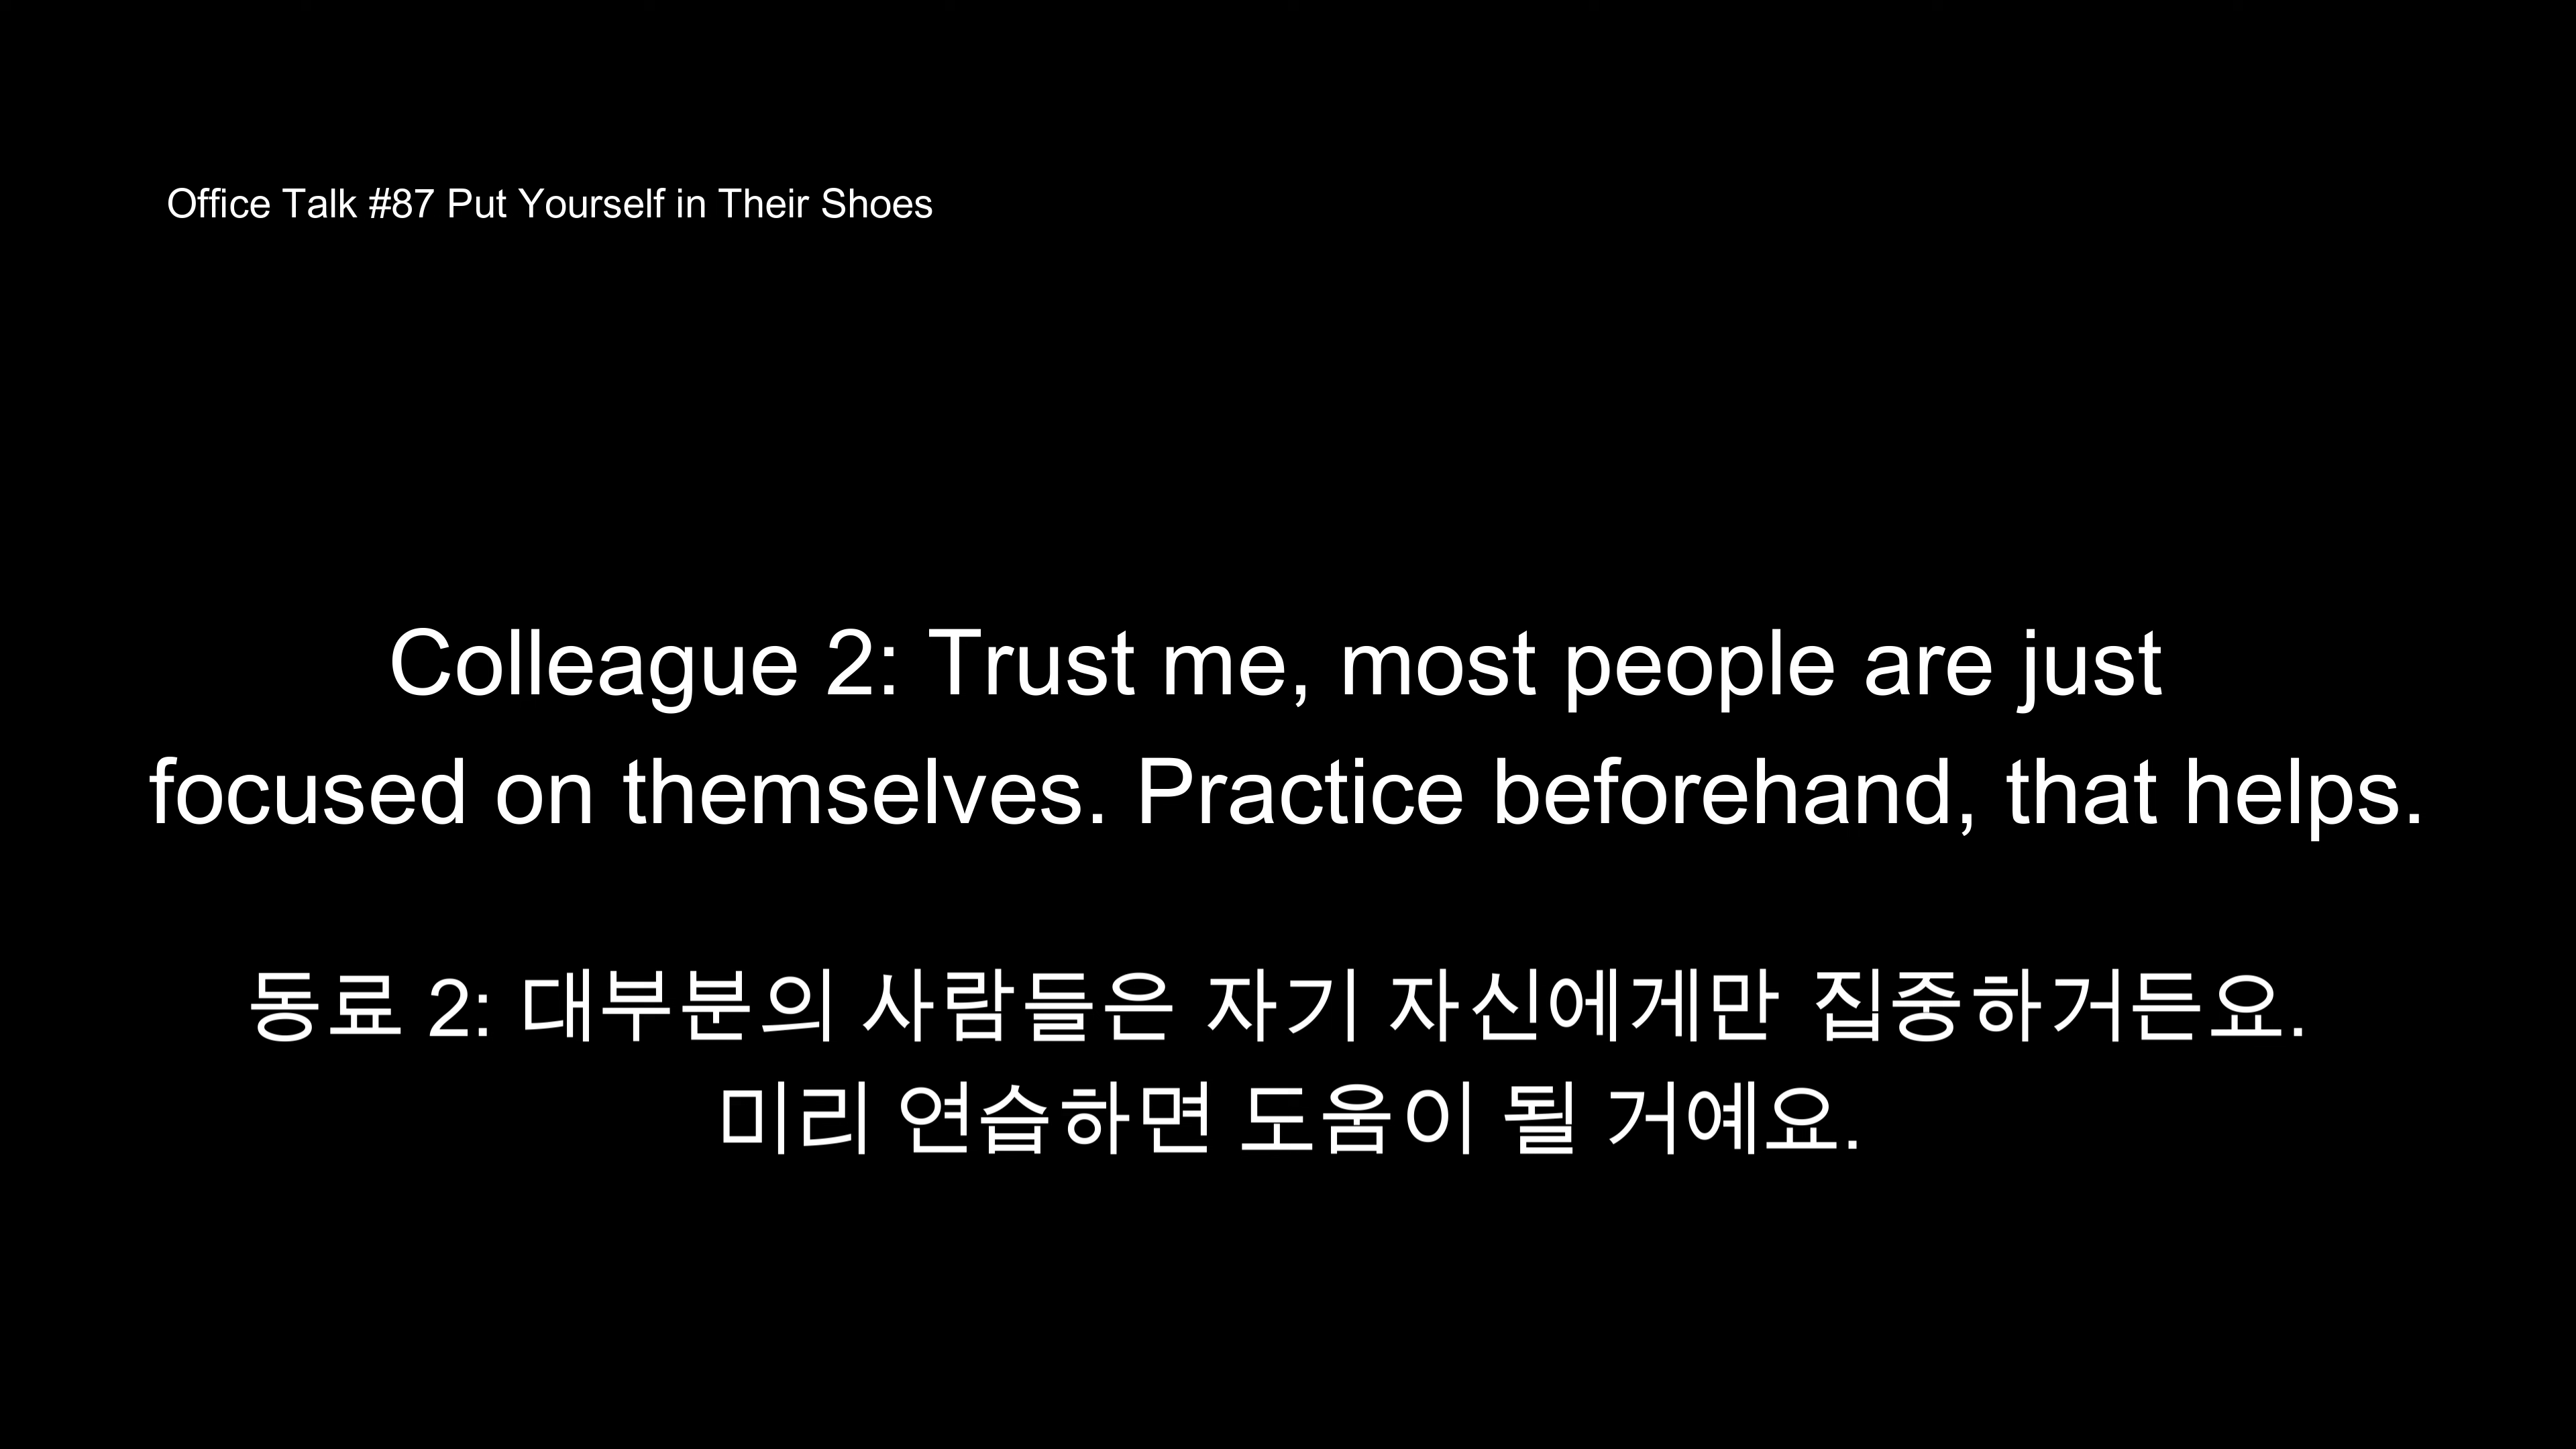 Office Talk #87 Put Yourself in Their Shoes
Colleague 2: Trust me, most people are just
focused on themselves. Practice beforehand, that helps.
동료 2: 대부분의 사람들은 자기 자신에게만 집중하거든요.
미리 연습하면 도움이 될 거예요.